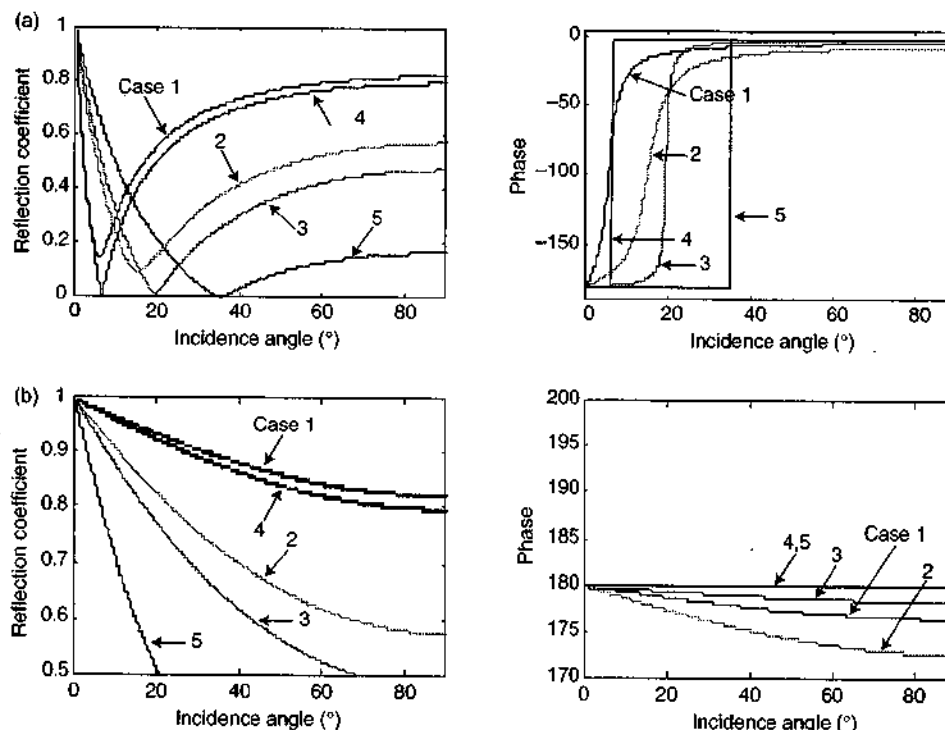 (a)
Reflection coefficient
1
0.8
0.6
0.4
0.2
0
Case 1
4
2
3
5
0 20 40 60 80
Incidence angle (°)
Phase
0
−50
−100
−150
Case 1
2
5
4
3
0 20 40 60 80
Incidence angle (°)
(b)
Reflection coefficient
1
0.9
0.8
0.7
0.6
0.5
Case 1
4
2
3
5
0 20 40 60 80
Incidence angle (°)
Phase
200
195
190
185
180
175
170
4,5
3
Case 1
2
0 20 40 60 80
Incidence angle (°)